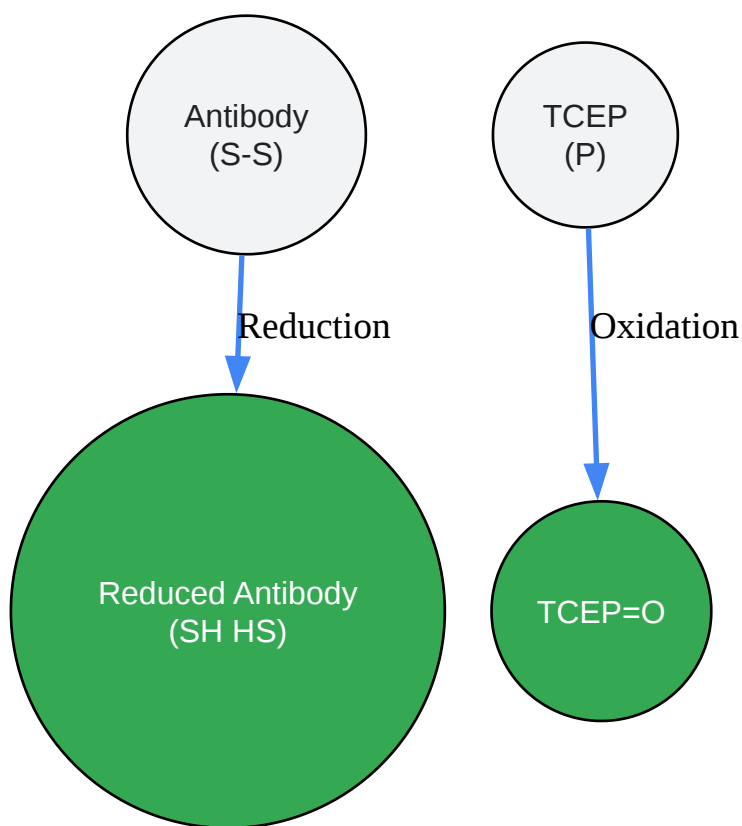 Antibody
(S-S)
TCEP
(P)
Reduction
Oxidation
Reduced Antibody
(SH HS)
TCEP=O